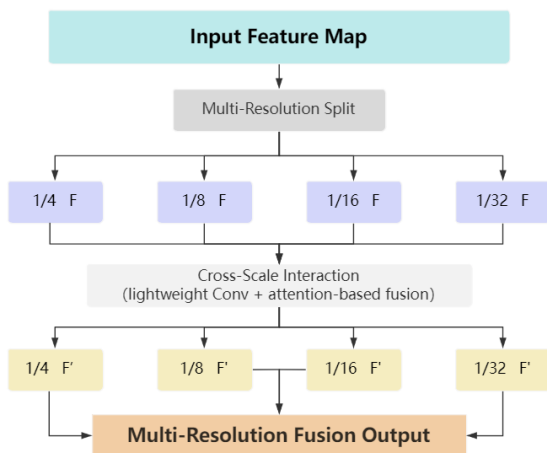 Input Feature Map
Multi-Resolution Split
1/4 F
1/8 F
1/16 F
1/32 F
Cross-Scale Interaction
(lightweight Conv + attention-based fusion)
1/4 F′
1/8 F'
1/16 F'
1/32 F'
Multi-Resolution Fusion Output